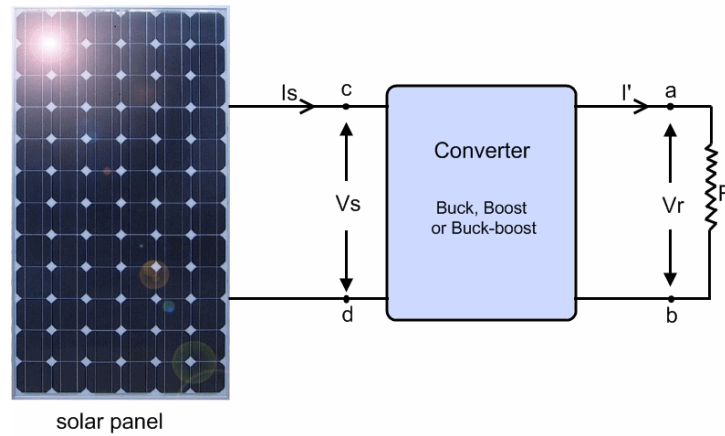 Is
c
I'
a
Converter
Vs
Buck, Boost
or Buck-boost
Vr
d
b
solar panel